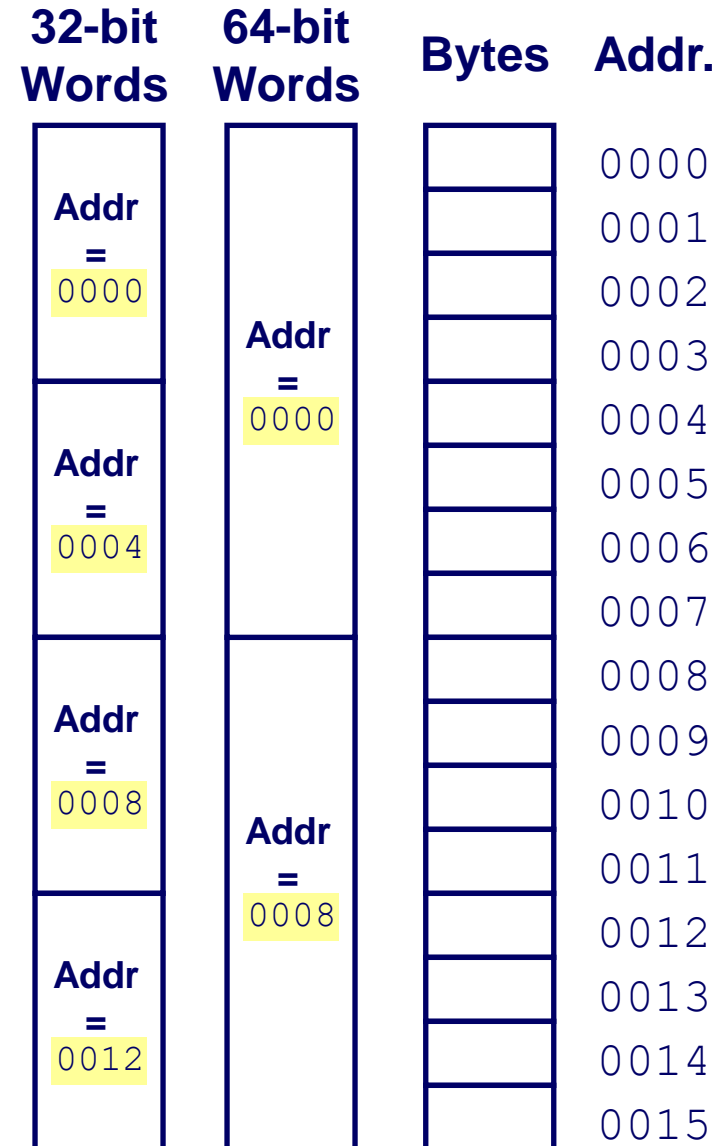 32-bit Words
64-bit Words
Bytes
Addr.
Addr
=
0000
Addr
=
0004
Addr
=
0008
Addr
=
0012
Addr
=
0000
Addr
=
0008
0000
0001
0002
0003
0004
0005
0006
0007
0008
0009
0010
0011
0012
0013
0014
0015